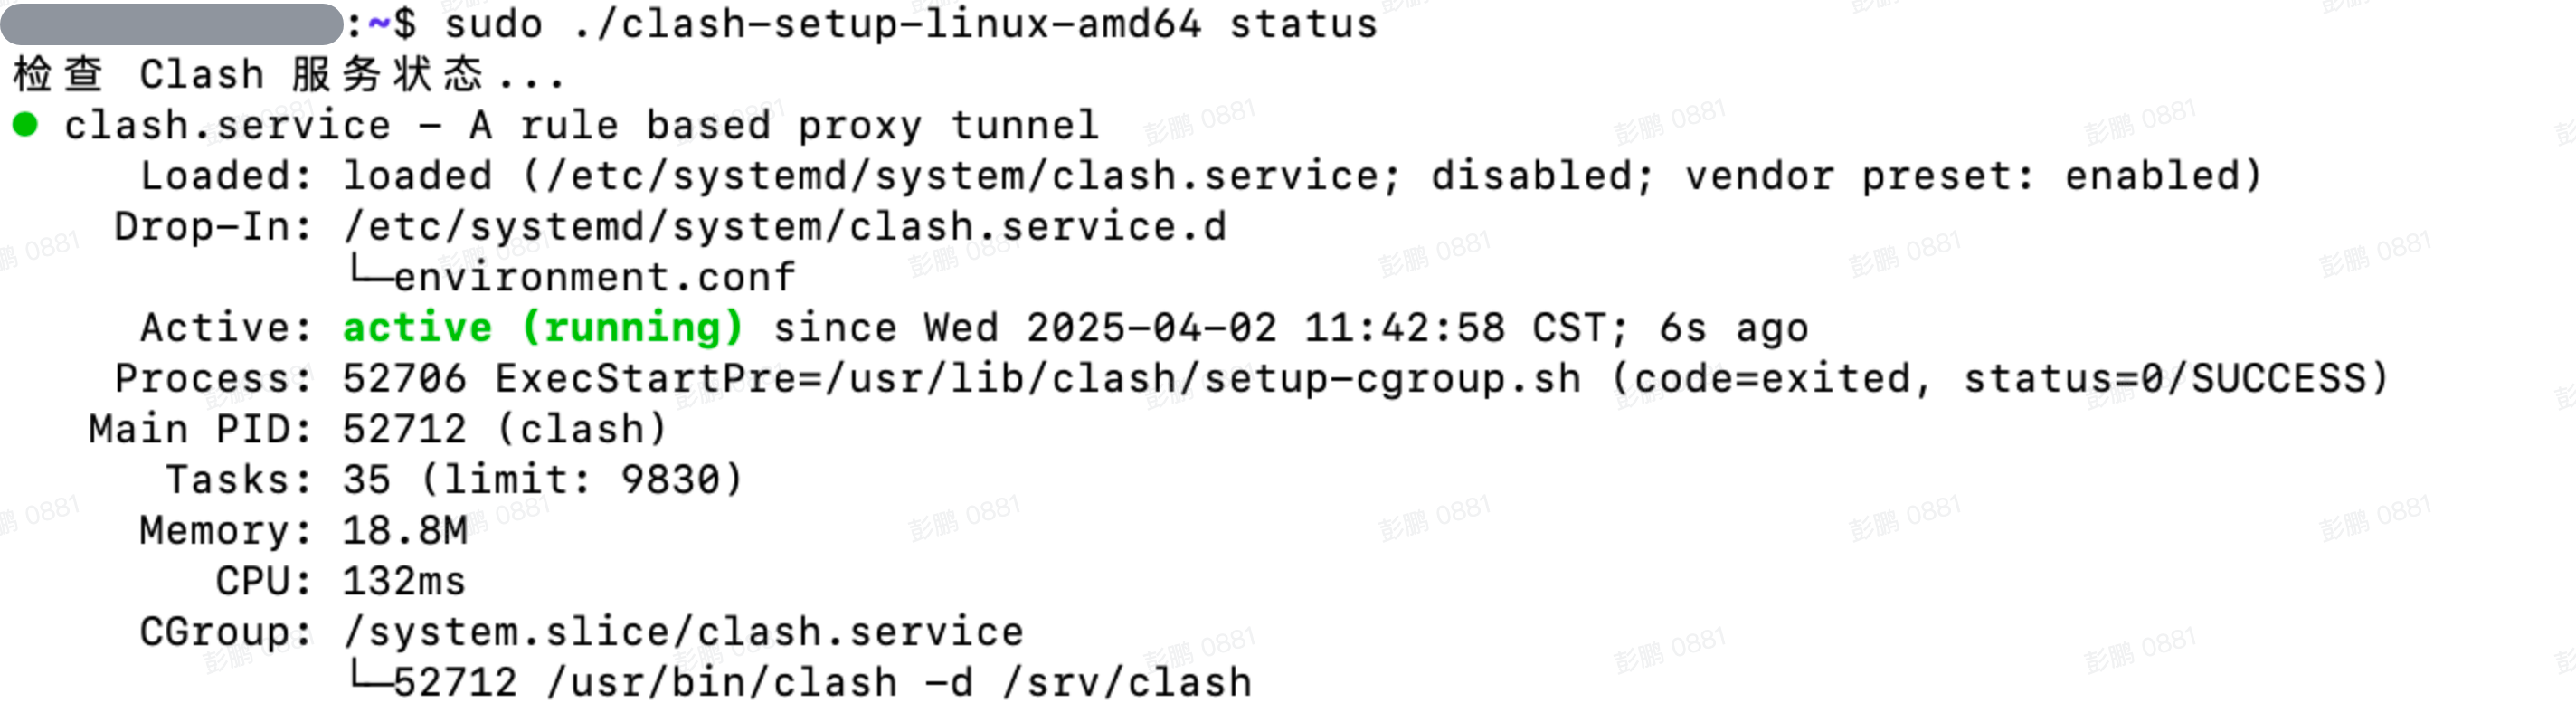 :~$ sudo ./clash-setup-linux-amd64 status
检查 Clash 服务状态...
● clash.service - A rule based proxy tunnel
Loaded: loaded (/etc/systemd/system/clash.service; disabled; vendor preset: enabled)
Drop-In: /etc/systemd/system/clash.service.d
└─environment.conf
Active: active (running) since Wed 2025-04-02 11:42:58 CST; 6s ago
Process: 52706 ExecStartPre=/usr/lib/clash/setup-cgroup.sh (code=exited, status=0/SUCCESS)
Main PID: 52712 (clash)
Tasks: 35 (limit: 9830)
Memory: 18.8M
CPU: 132ms
CGroup: /system.slice/clash.service
└─52712 /usr/bin/clash -d /srv/clash
彭鹏 0881